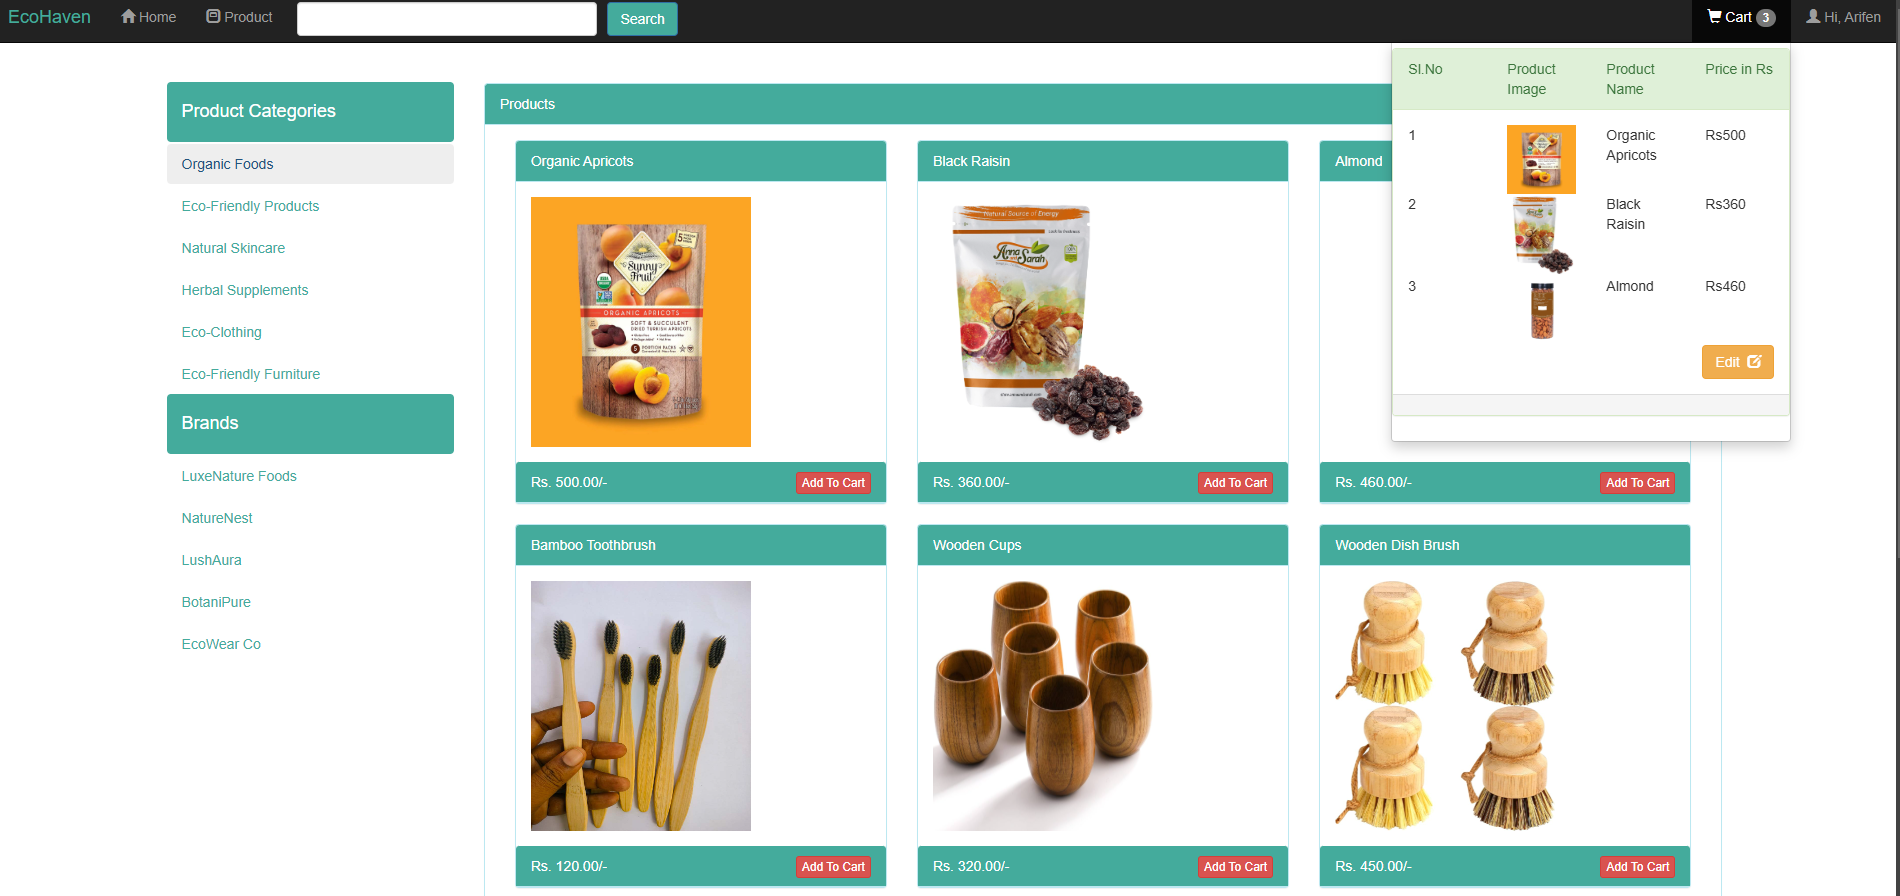 EcoHaven
Home
Product
Search
Cart 3
Hi, Arifen
Sl.No
Product Image
Product Name
Price in Rs
1
Organic Apricots
Rs500
2
Black Raisin
Rs360
3
Almond
Rs460
Edit
Product Categories
Organic Foods
Eco-Friendly Products
Natural Skincare
Herbal Supplements
Eco-Clothing
Eco-Friendly Furniture
Brands
LuxeNature Foods
NatureNest
LushAura
BotaniPure
EcoWear Co
Products
Organic Apricots
Sunny Fruit
ORGANIC APRICOTS
SOFT & SUCCULENT
DRIED TURKISH APRICOTS
5 PORTION PACKS
Rs. 500.00/-
Add To Cart
Black Raisin
Natural Source of Energy
Anna and Sarah
Rs. 360.00/-
Add To Cart
Almond
Rs. 460.00/-
Add To Cart
Bamboo Toothbrush
Rs. 120.00/-
Add To Cart
Wooden Cups
Rs. 320.00/-
Add To Cart
Wooden Dish Brush
Rs. 450.00/-
Add To Cart